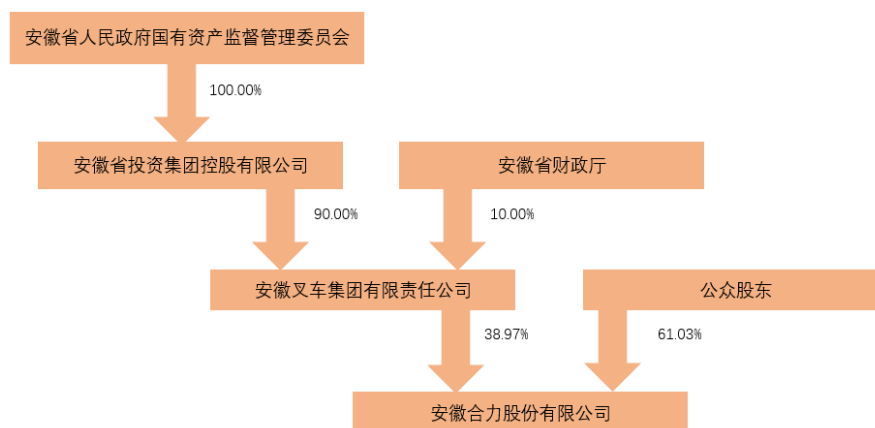 安徽省人民政府国有资产监督管理委员会
100.00%
安徽省投资集团控股有限公司
安徽省财政厅
90.00%
10.00%
安徽叉车集团有限责任公司
公众股东
38.97%
61.03%
安徽合力股份有限公司